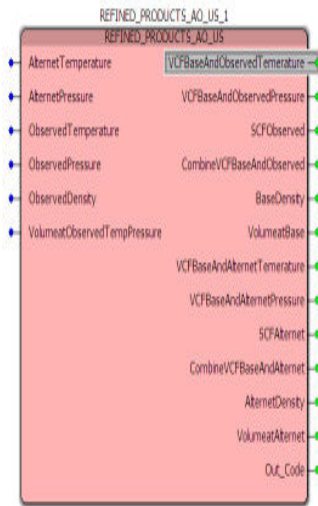 REFINED_PRODUCTS_AO_US_1
REFINED_PRODUCTS_AO_US
AlternetTemperature
VCFBaseAndObservedTemerature
AlternetPressure
VCFBaseAndObservedPressure
ObservedTemperature
SCFObserved
ObservedPressure
CombineVCFBaseAndObserved
ObservedDensity
BaseDensity
VolumeatObservedTempPressure
VolumeatBase
VCFBaseAndAlternetTemerature
VCFBaseAndAlternetPressure
SCFAlternet
CombineVCFBaseAndAlternet
AlternetDensity
VolumeatAlternet
Out_Code